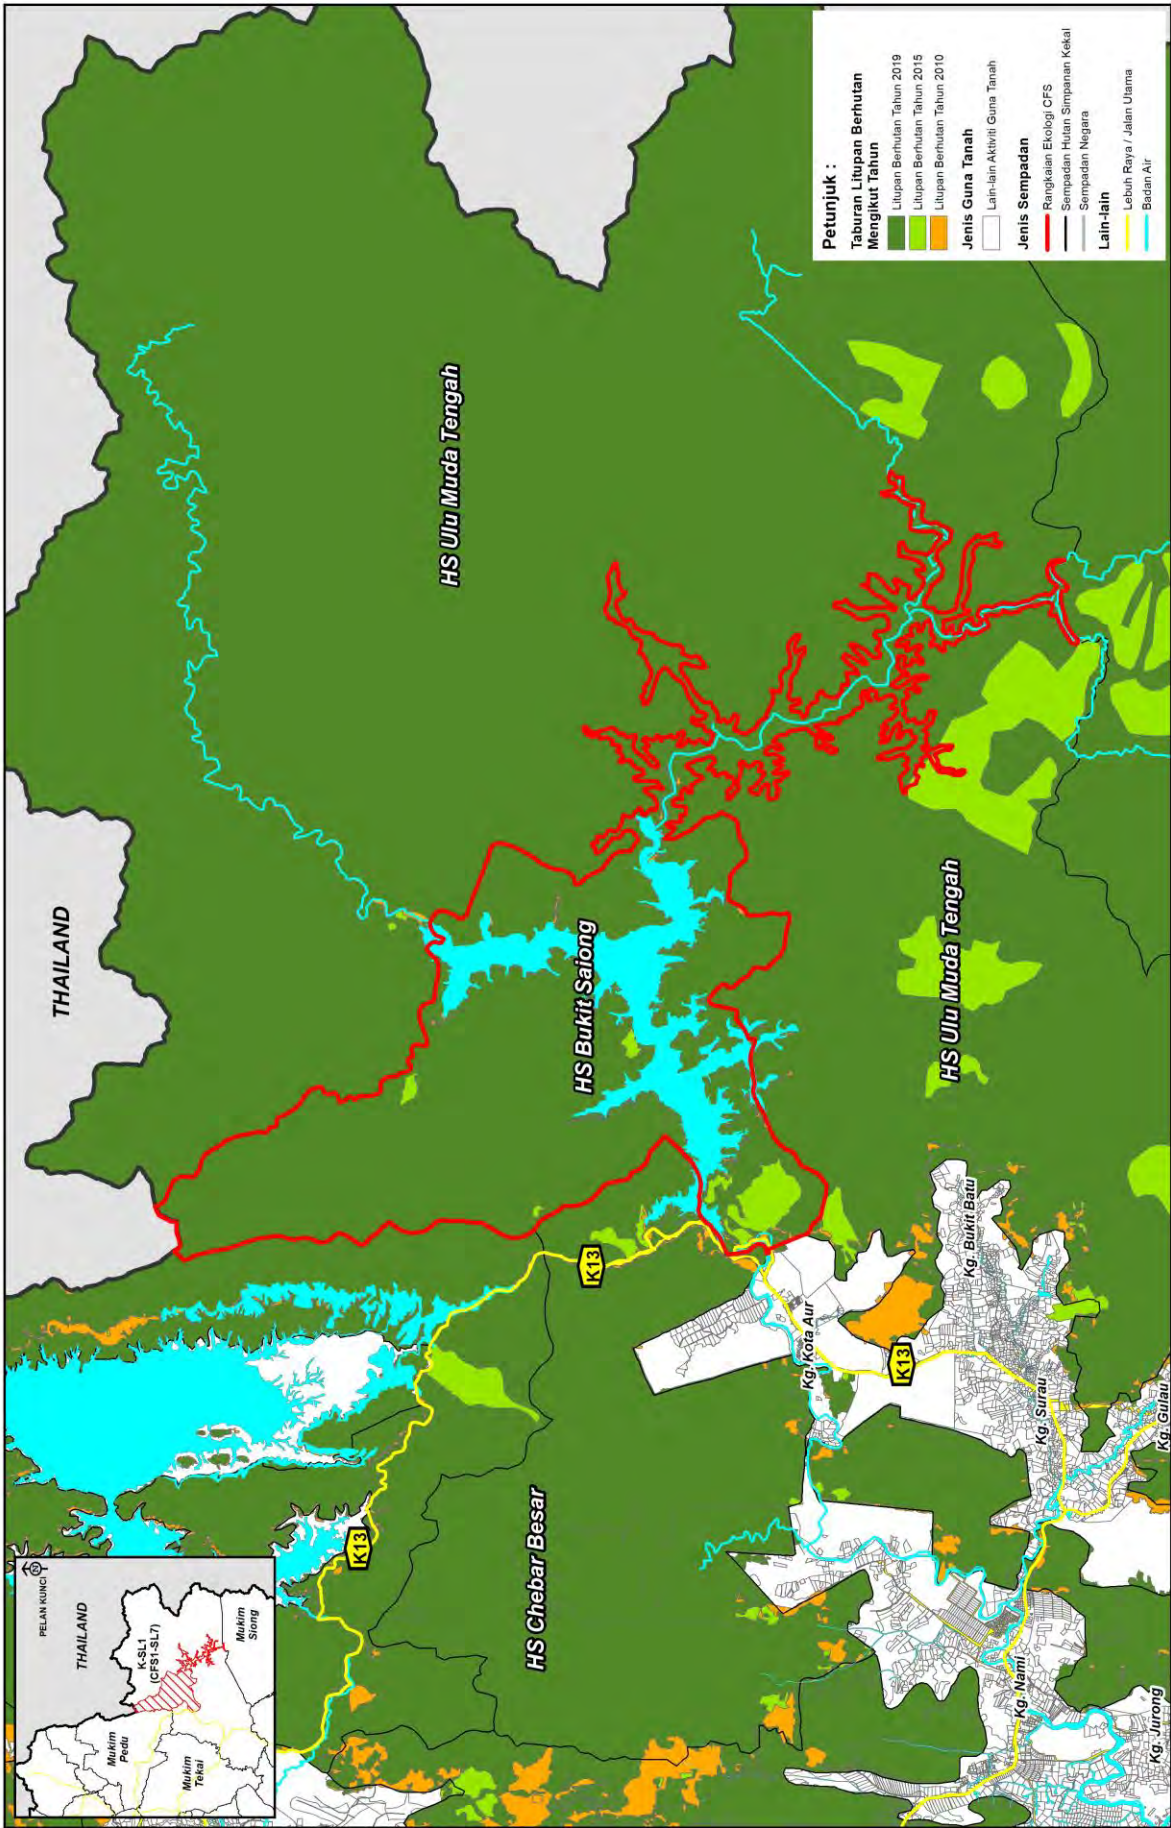 THAILAND
HS Ulu Muda Tengah
HS Bukit Saiong
HS Ulu Muda Tengah
HS Chebar Besar
K13
K13
K13
Kg. Kota Aur
Kg. Bukit Batu
Kg. Surau
Kg. Gulau
Kg. Nami
Kg. Jurong
PELAN KUNCI
THAILAND
K-SL1
(CFS1-SL7)
Mukim
Pedu
Mukim
Tekai
Mukim
Siong
Petunjuk :
Taburan Litupan Berhutan
Mengikut Tahun
Litupan Berhutan Tahun 2019
Litupan Berhutan Tahun 2015
Litupan Berhutan Tahun 2010
Jenis Guna Tanah
Lain-lain Aktiviti Guna Tanah
Jenis Sempadan
Rangkaian Ekologi CFS
Sempadan Hutan Simpanan Kekal
Sempadan Negara
Lain-lain
Lebuh Raya / Jalan Utama
Badan Air